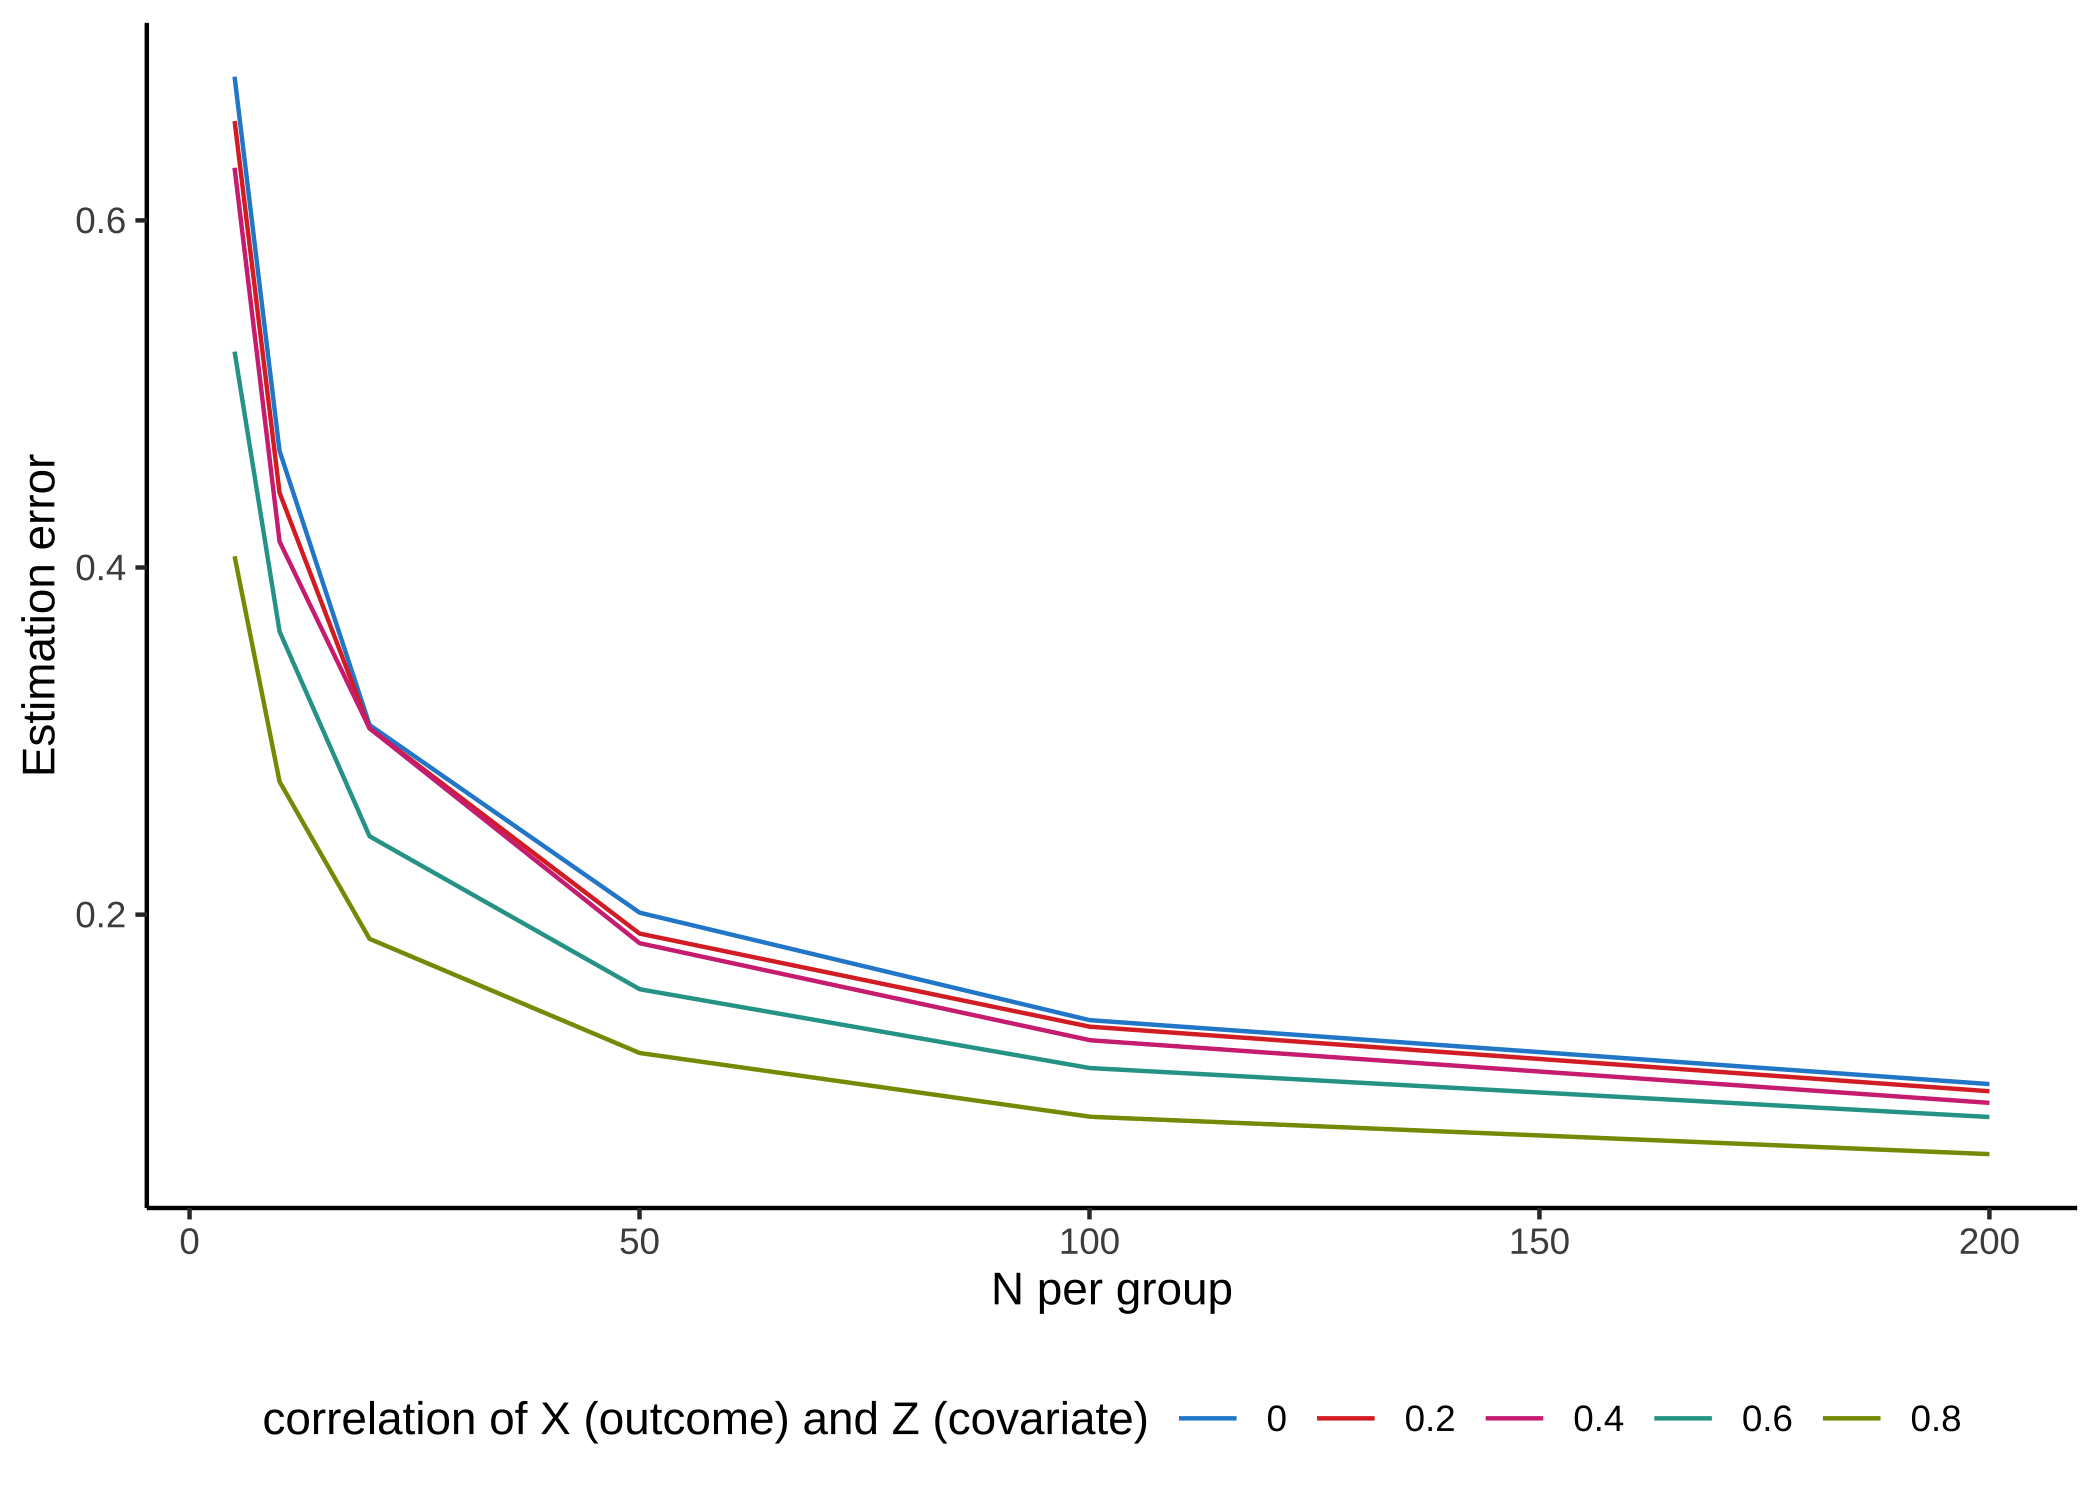 Estimation error
0.6
0.4
0.2
0 50 100 150 200
N per group
correlation of X (outcome) and Z (covariate) 0 0.2 0.4 0.6 0.8